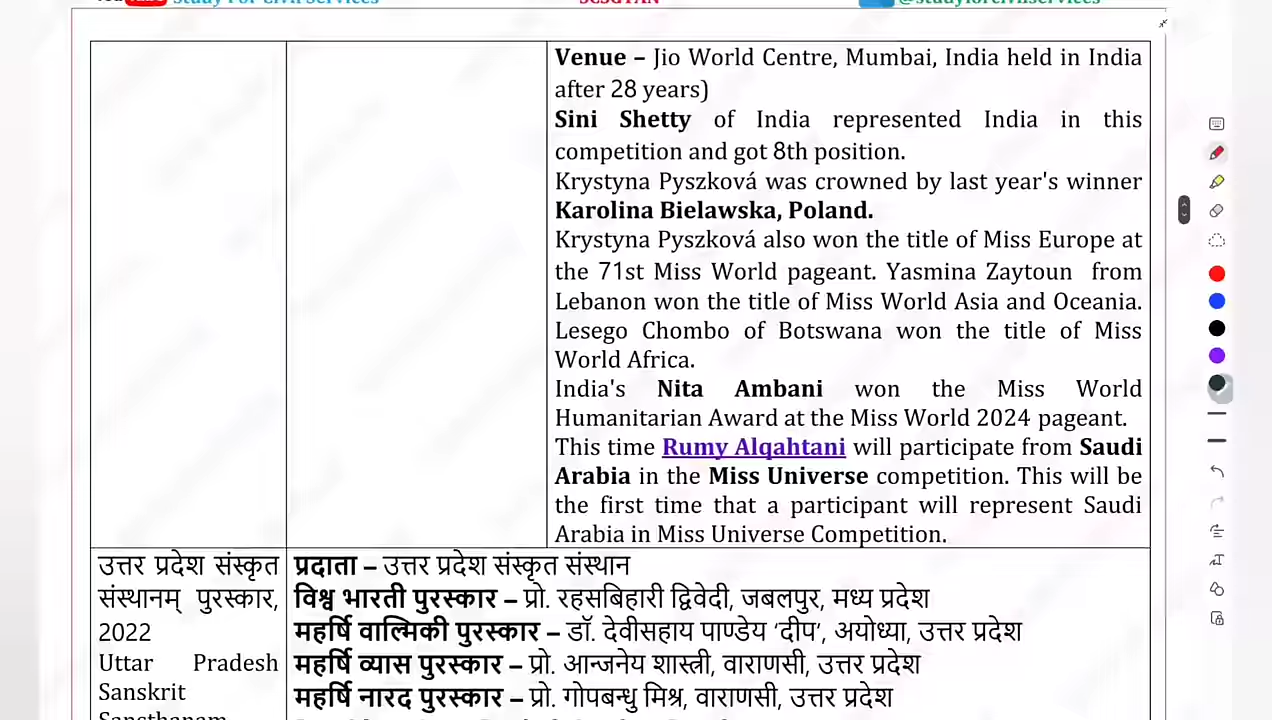 YouTube Study For Civil Services SCSGYAN @studyforcivilservices
Venue – Jio World Centre, Mumbai, India held in India
after 28 years)
Sini Shetty of India represented India in this
competition and got 8th position.
Krystyna Pyszková was crowned by last year's winner
Karolina Bielawska, Poland.
Krystyna Pyszková also won the title of Miss Europe at
the 71st Miss World pageant. Yasmina Zaytoun from
Lebanon won the title of Miss World Asia and Oceania.
Lesego Chombo of Botswana won the title of Miss
World Africa.
India's Nita Ambani won the Miss World
Humanitarian Award at the Miss World 2024 pageant.
This time Rumy Alqahtani will participate from Saudi
Arabia in the Miss Universe competition. This will be
the first time that a participant will represent Saudi
Arabia in Miss Universe Competition.
उत्तर प्रदेश संस्कृत
संस्थानम् पुरस्कार,
2022
Uttar Pradesh
Sanskrit
Sansthanam
प्रदाता – उत्तर प्रदेश संस्कृत संस्थान
विश्व भारती पुरस्कार – प्रो. रहसबिहारी द्विवेदी, जबलपुर, मध्य प्रदेश
महर्षि वाल्मिकी पुरस्कार – डॉ. देवीसहाय पाण्डेय ‘दीप’, अयोध्या, उत्तर प्रदेश
महर्षि व्यास पुरस्कार – प्रो. आन्जनेय शास्त्री, वाराणसी, उत्तर प्रदेश
महर्षि नारद पुरस्कार – प्रो. गोपबन्धु मिश्र, वाराणसी, उत्तर प्रदेश